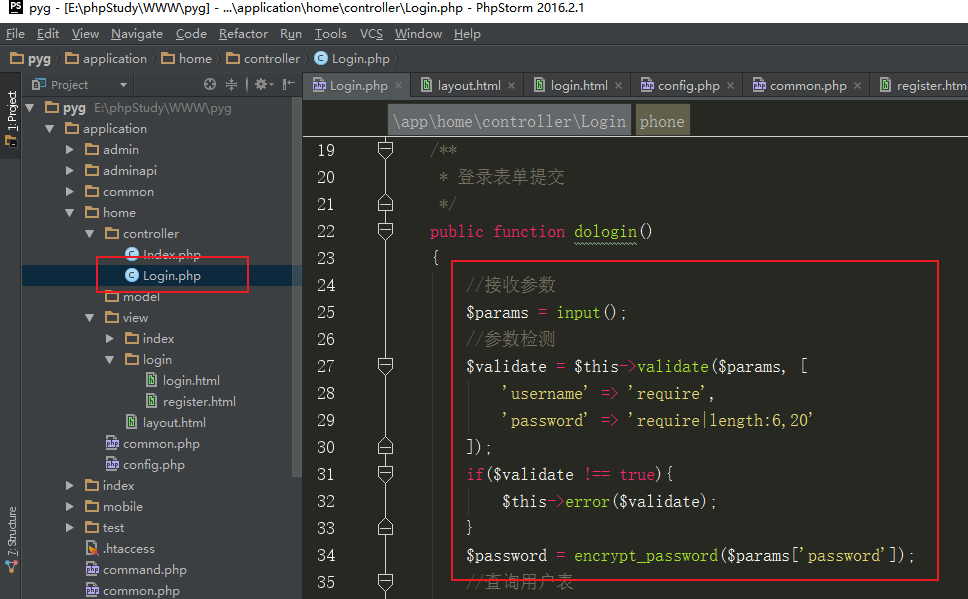 PS pyg - [E:\phpStudy\WWW\pyg] - ...\application\home\controller\Login.php - PhpStorm 2016.2.1
File Edit View Navigate Code Refactor Run Tools VCS Window Help
pyg application home controller Login.php
Project
Login.php layout.html login.html config.php common.php register.htm
1: Project
7: Structure
pyg E:\phpStudy\WWW\pyg
application
admin
adminapi
common
home
controller
Index.php
Login.php
model
view
index
login
login.html
register.html
layout.html
common.php
config.php
index
mobile
test
.htaccess
command.php
common.php
\app\home\controller\Login phone
19 /**
20 * 登录表单提交
21 */
22 public function dologin()
23 {
24 //接收参数
25 $params = input();
26 //参数检测
27 $validate = $this->validate($params, [
28 'username' => 'require',
29 'password' => 'require|length:6,20'
30 ]);
31 if($validate !== true){
32 $this->error($validate);
33 }
34 $password = encrypt_password($params['password']);
35 //查询用户表